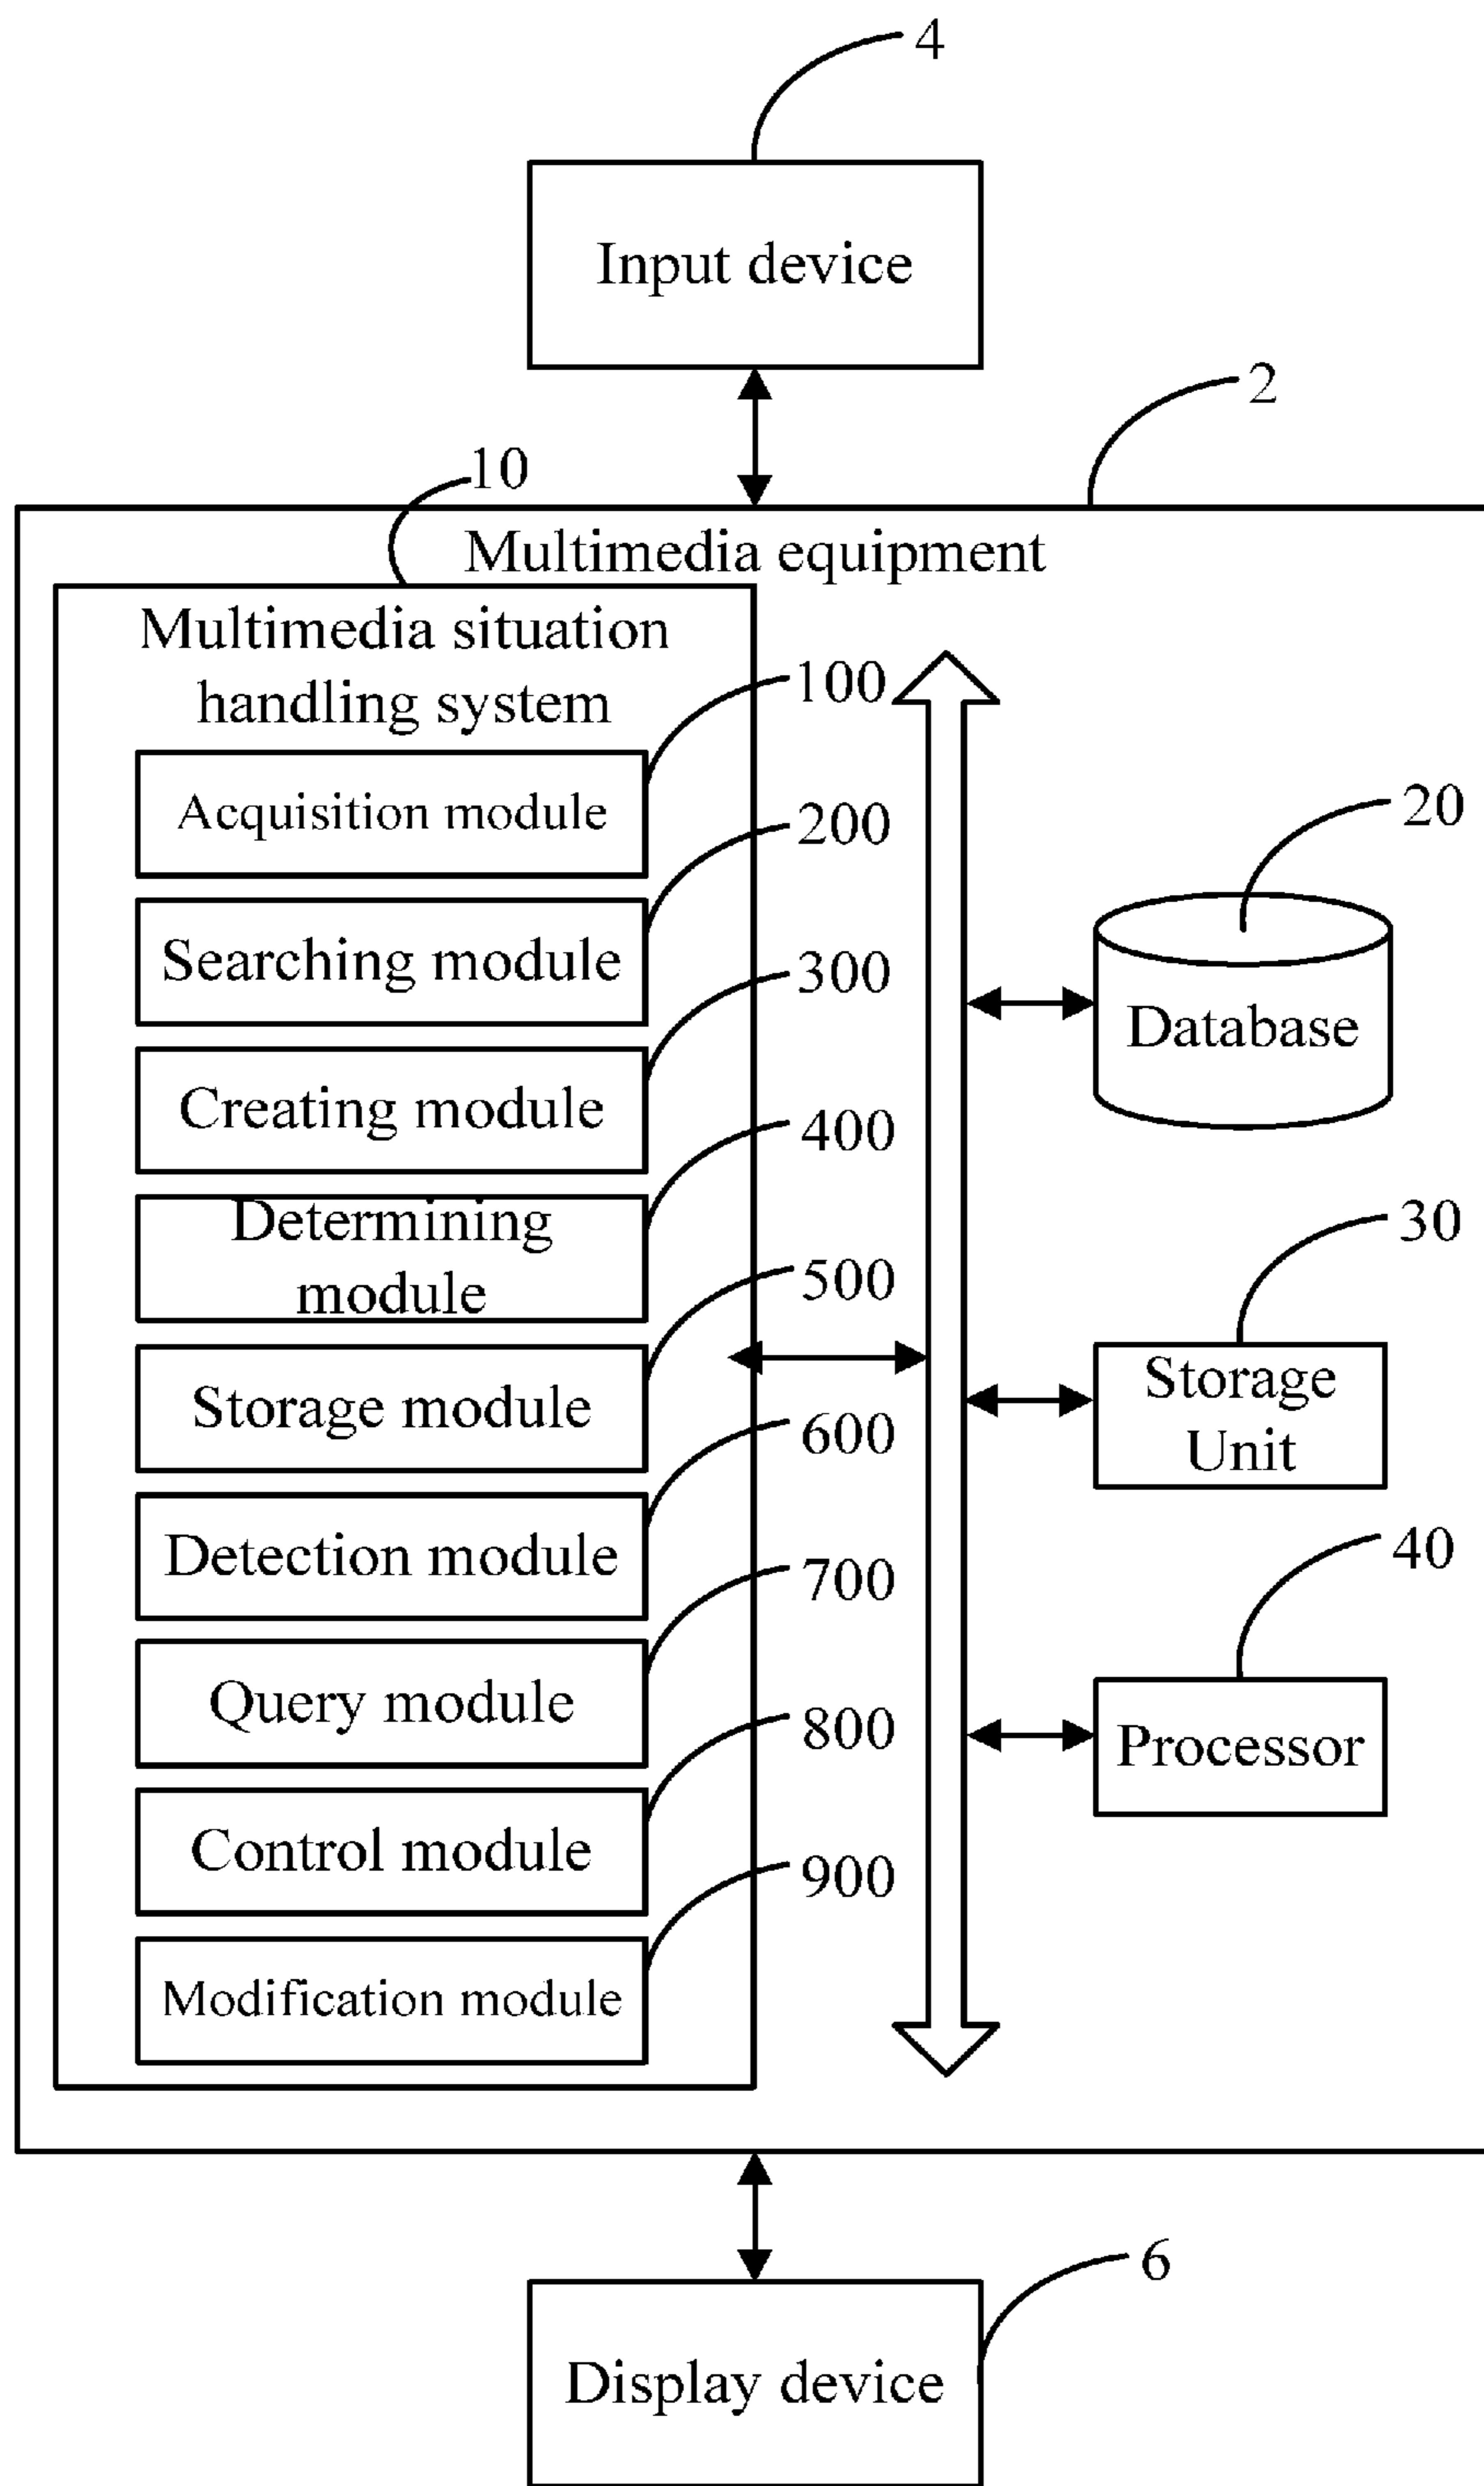 4
Input device
2
10
Multimedia equipment
Multimedia situation
handling system
100
Acquisition module
200
20
Searching module
300
Database
Creating module
400
Determining
module
30
500
Storage
Unit
Storage module
600
Detection module
40
700
Query module
Processor
800
Control module
900
Modification module
6
Display device